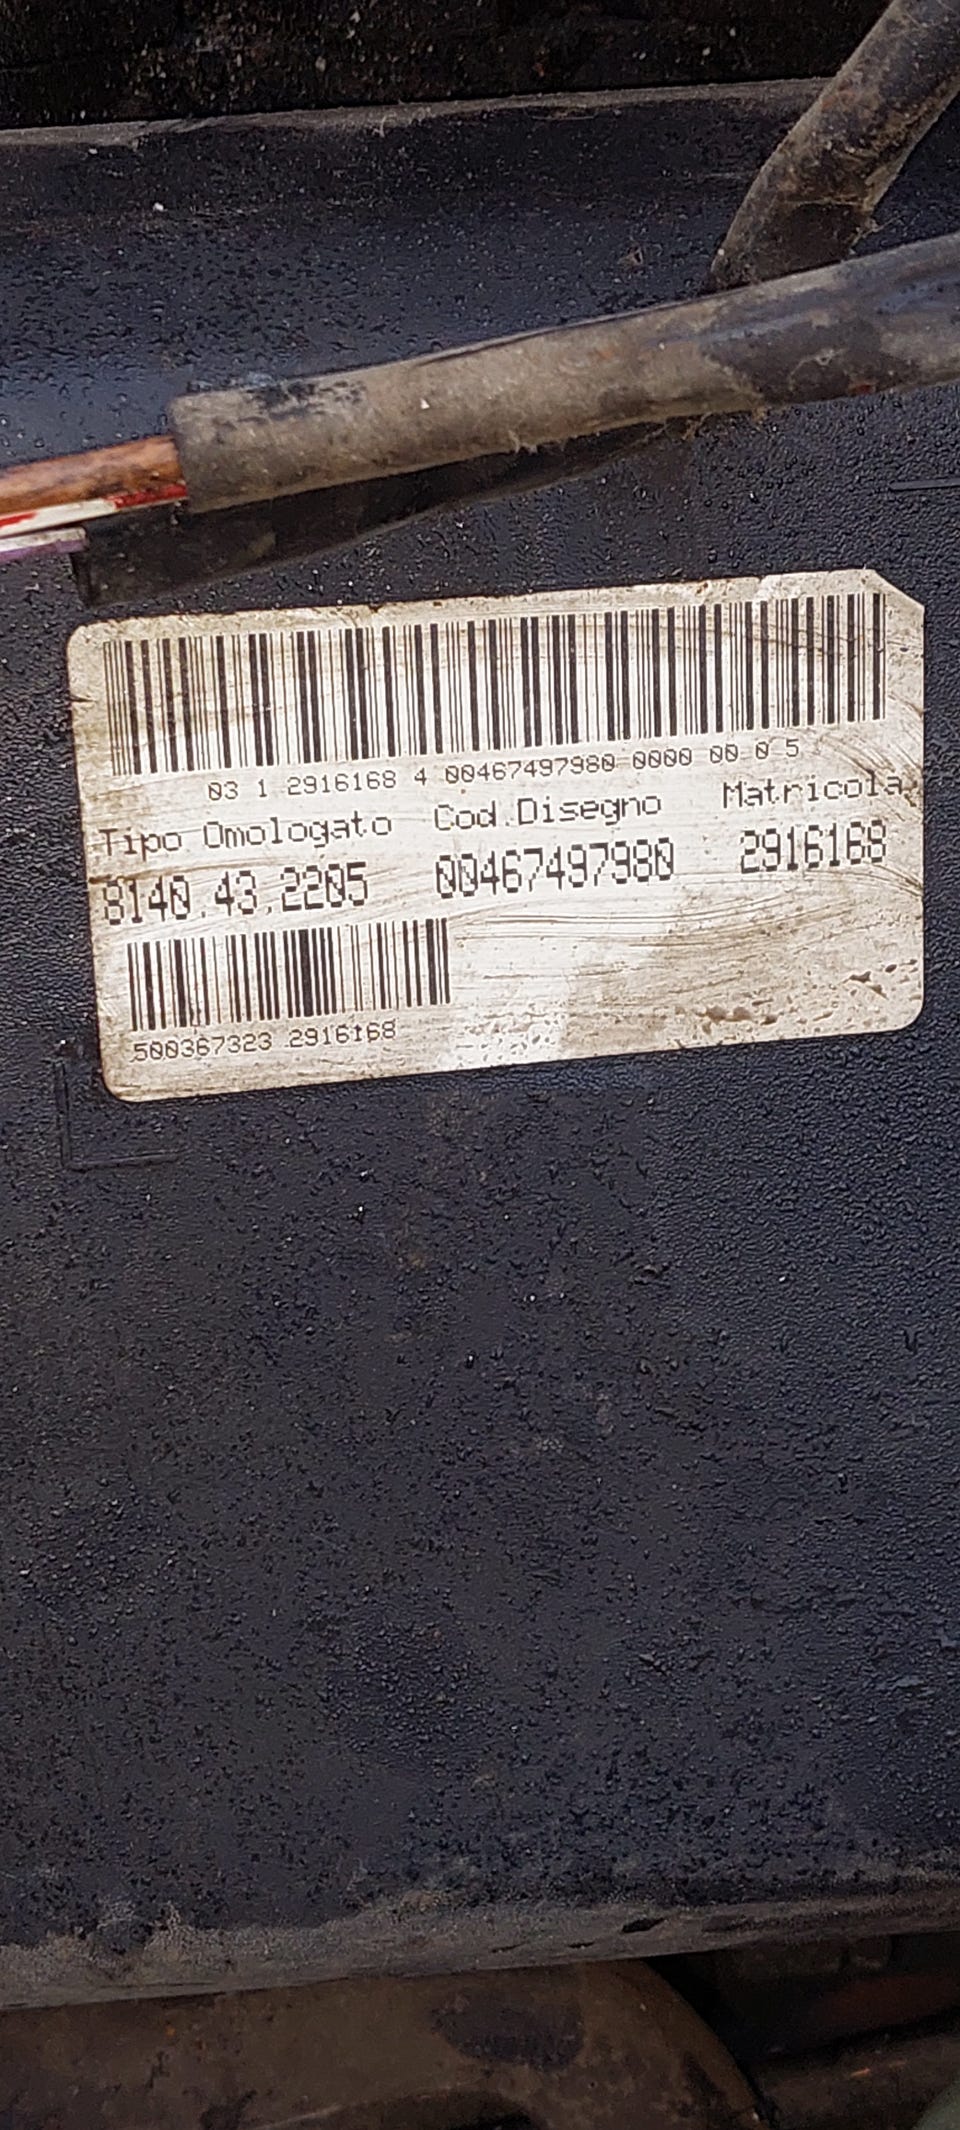 03 1 2916168 4 00467497980 0000 00 0 5
Tipo Omologato Cod.Disegno Matricola
8140.43.2205 00467497980 2916168
500367323 2916168